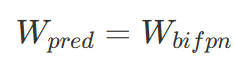 W_{pred} = W_{bifpn}